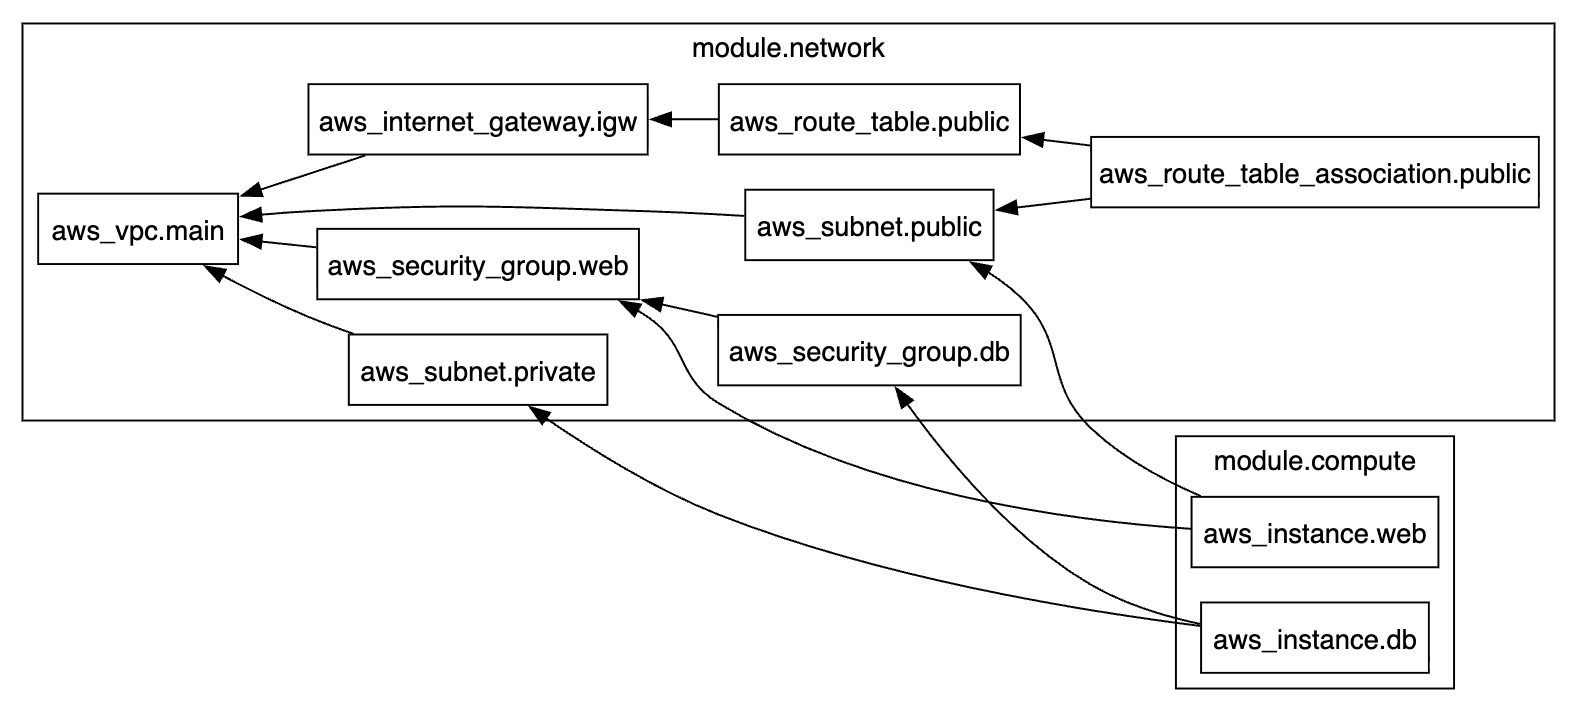 module.network
aws_internet_gateway.igw
aws_route_table.public
aws_route_table_association.public
aws_vpc.main
aws_subnet.public
aws_security_group.web
aws_security_group.db
aws_subnet.private
module.compute
aws_instance.web
aws_instance.db